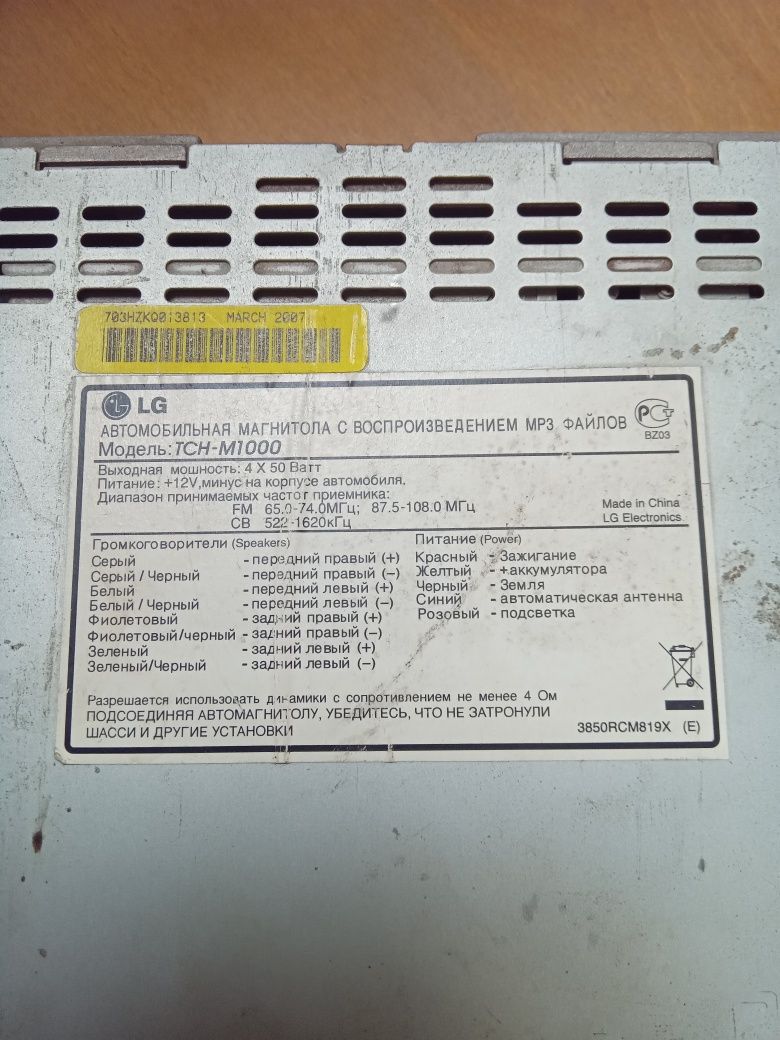 703HZKQ013813 MARCH 2007
LG
АВТОМОБИЛЬНАЯ МАГНИТОЛА С ВОСПРОИЗВЕДЕНИЕМ МР3 ФАЙЛОВ
Модель: TCH-M1000
BZ03
Выходная мошность: 4 X 50 Ватт
Питание: +12V,минус на корпусе автомобиля.
Диапазон принимаемых частот приемника:
FM 65.0-74.0МГц; 87.5-108.0 МГц
СВ 522-1620кГц
Made in China
LG Electronics
Громкоговорители (Speakers)
Серый - передний правый (+)
Серый / Черный - передний правый (−)
Белый - передний левый (+)
Белый / Черный - передний левый (−)
Фиолетовый - задний правый (+)
Фиолетовый/черный - задний правый (−)
Зеленый - задний левый (+)
Зеленый/Черный - задний левый (−)
Питание (Power)
Красный - Зажигание
Желтый - +аккумулятора
Черный - Земля
Синий - автоматическая антенна
Розовый - подсветка
Разрешается использовать динамики с сопротивлением не менее 4 Ом
ПОДСОЕДИНЯЯ АВТОМАГНИТОЛУ, УБЕДИТЕСЬ, ЧТО НЕ ЗАТРОНУЛИ
ШАССИ И ДРУГИЕ УСТАНОВКИ
3850RCM819X (E)